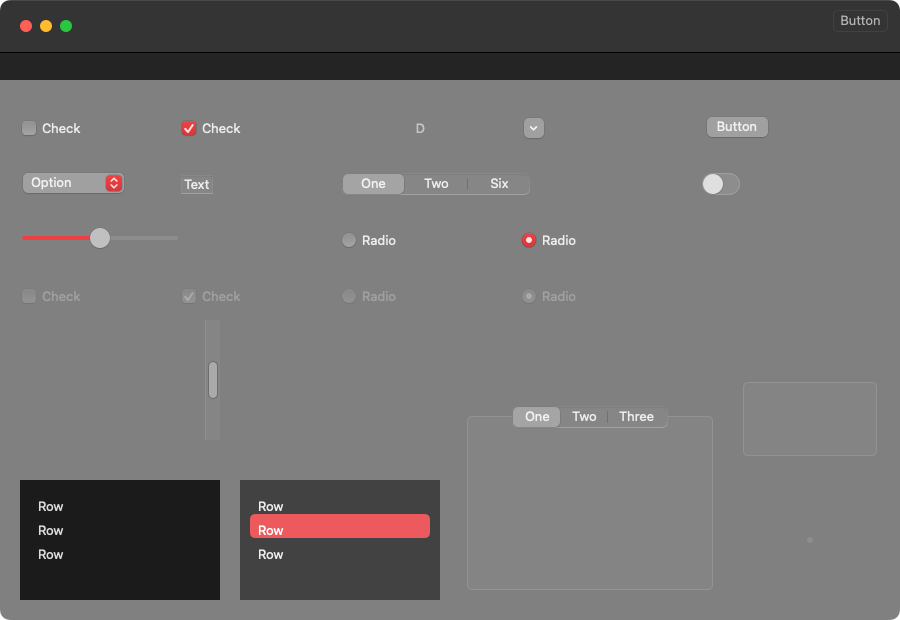 Button
Check
Check
D
Button
Option
Text
One
Two
Six
Radio
Radio
Check
Check
Radio
Radio
One
Two
Three
Row
Row
Row
Row
Row
Row